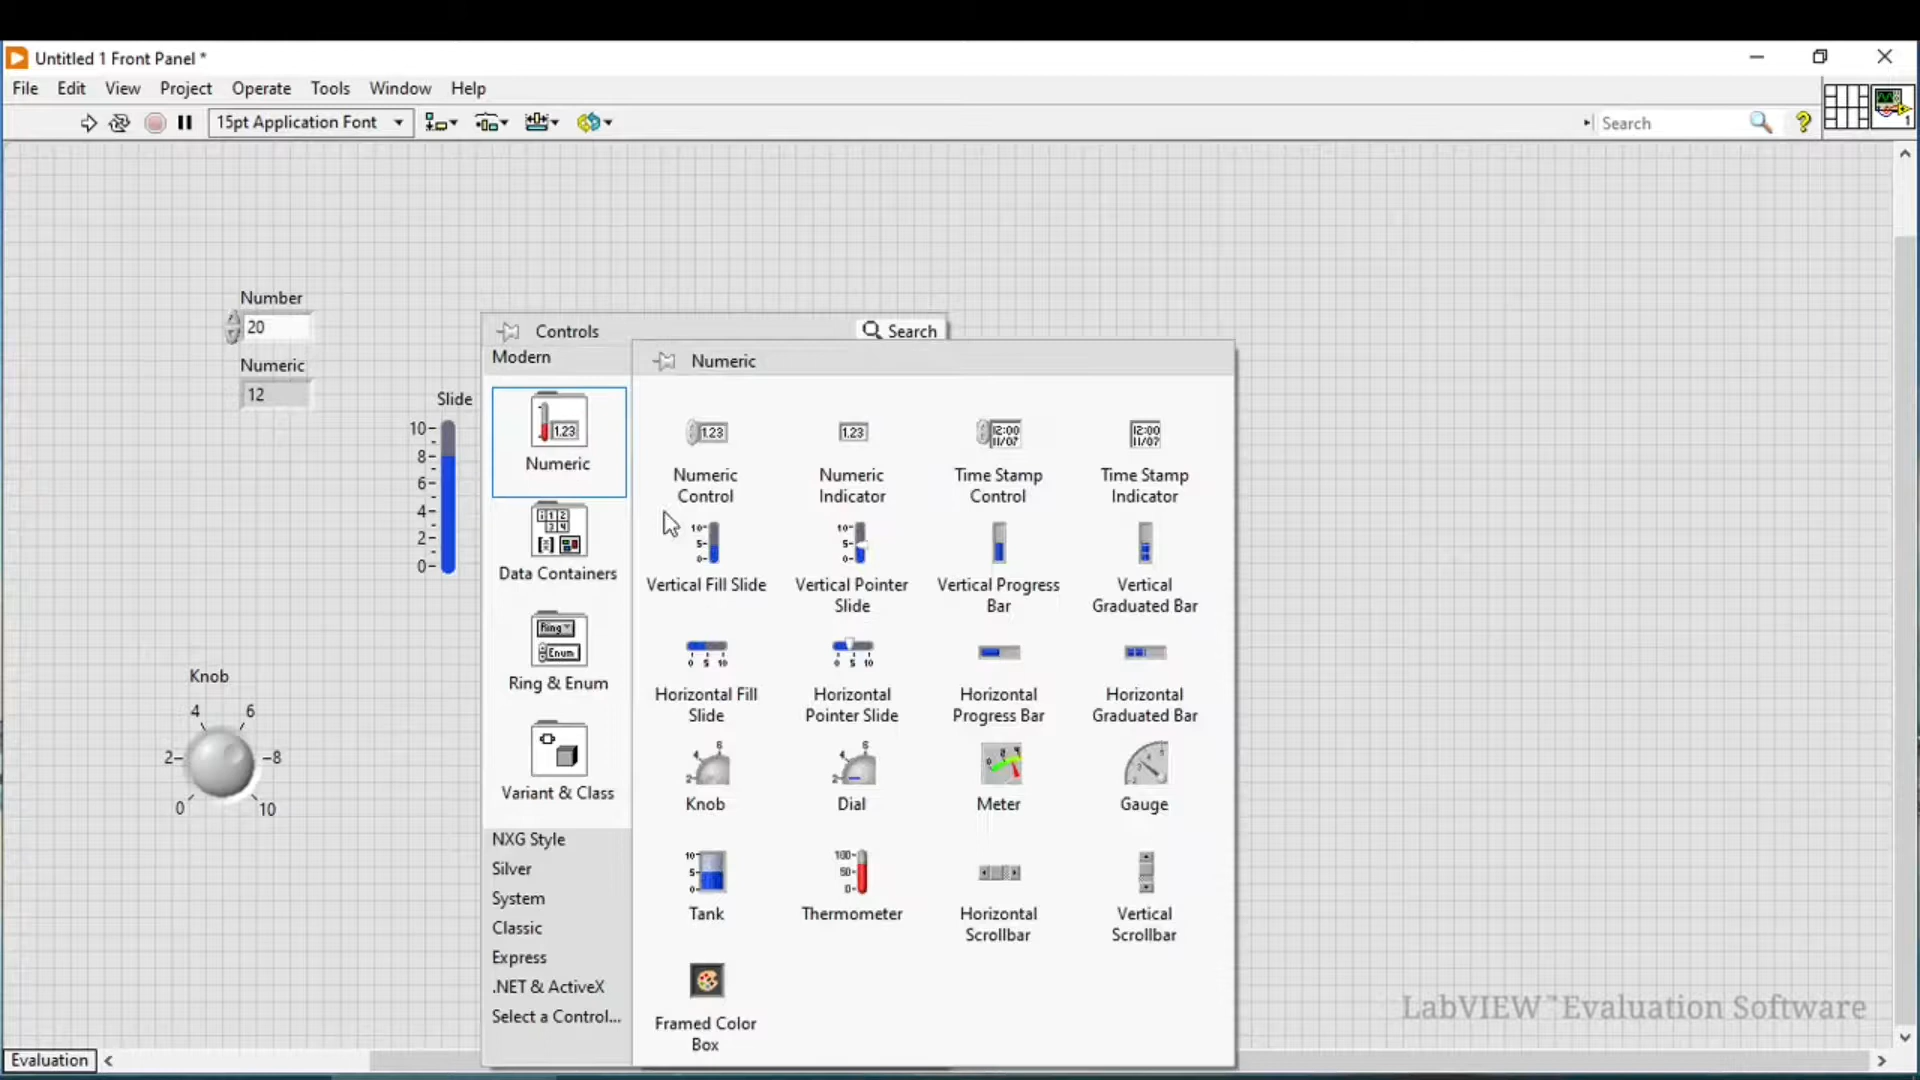 Untitled 1 Front Panel *
File Edit View Project Operate Tools Window Help
15pt Application Font
Search
?
1
Number
20
Numeric
12
Slide
10
8
6
4
2
0
Knob
4 6
2 8
0 10
Controls
Search
Modern
Numeric
Data Containers
Ring & Enum
Variant & Class
NXG Style
Silver
System
Classic
Express
.NET & ActiveX
Select a Control...
Numeric
Numeric Control
Numeric Indicator
Time Stamp Control
Time Stamp Indicator
Vertical Fill Slide
Vertical Pointer Slide
Vertical Progress Bar
Vertical Graduated Bar
Horizontal Fill Slide
Horizontal Pointer Slide
Horizontal Progress Bar
Horizontal Graduated Bar
Knob
Dial
Meter
Gauge
Tank
Thermometer
Horizontal Scrollbar
Vertical Scrollbar
Framed Color Box
LabVIEW™ Evaluation Software
Evaluation